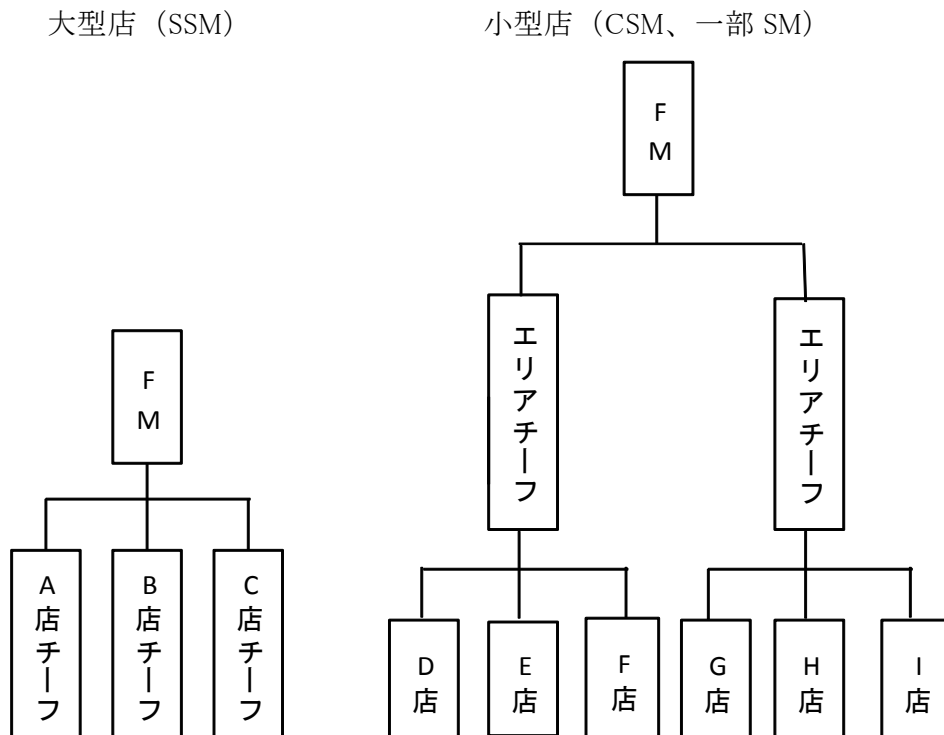 大型店（SSM）
小型店（CSM、一部 SM）
FM
エリアチーフ
エリアチーフ
FM
A店チーフ
B店チーフ
C店チーフ
D店
E店
F店
G店
H店
I店